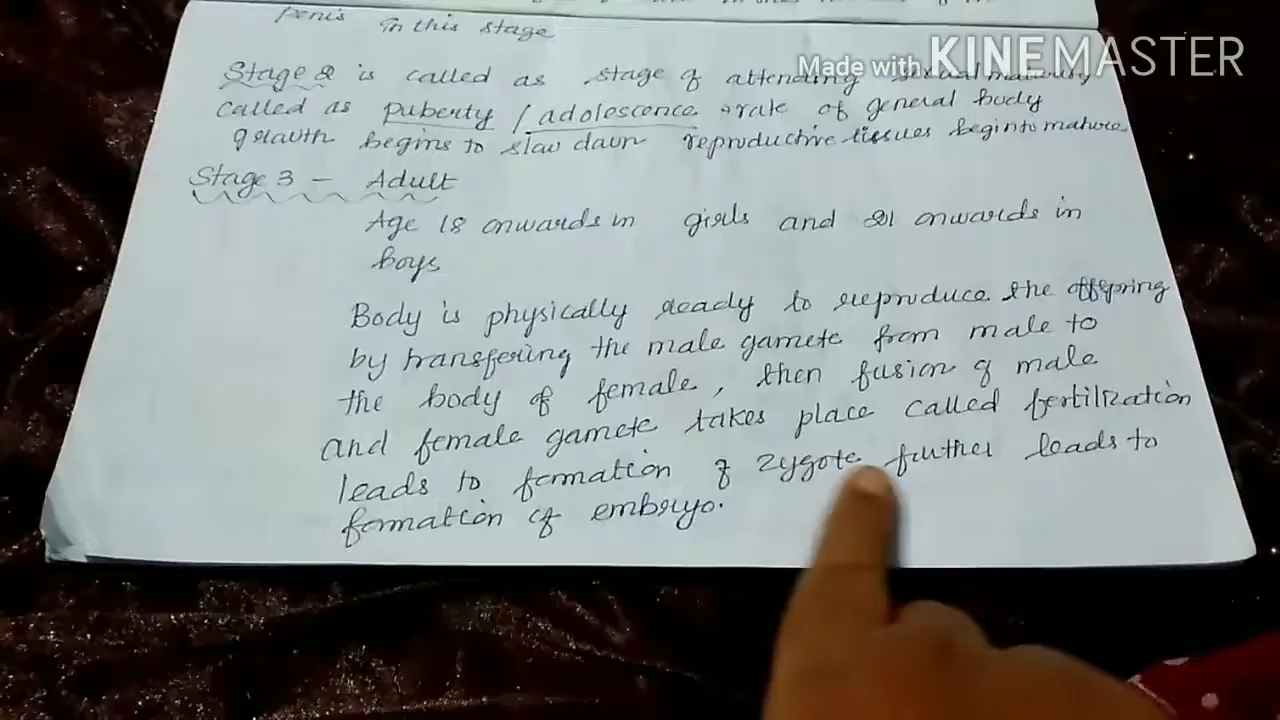 penis in this stage
Made with KINEMASTER
Stage 2 is called as stage of attending sexual maturity
called as puberty / adolescence rate of general body
growth begins to slow down reproductive tissues begin to mature
Stage 3 - Adult
Age 18 onwards in girls and 21 onwards in
boys
Body is physically ready to reproduce the offspring
by transfering the male gamete from male to
the body of female, then fusion of male
and female gamete takes place called fertilization
leads to formation of zygote further leads to
formation of embryo.